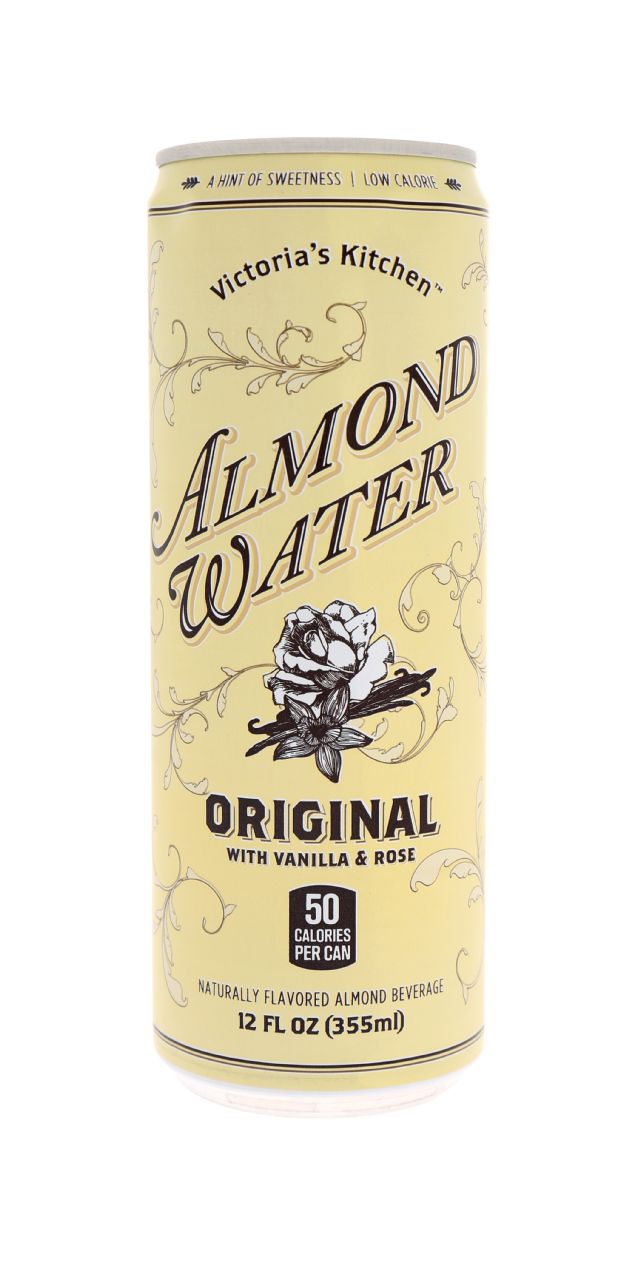 A HINT OF SWEETNESS | LOW CALORIE
Victoria's Kitchen™
ALMOND
WATER
ORIGINAL
WITH VANILLA & ROSE
50
CALORIES
PER CAN
NATURALLY FLAVORED ALMOND BEVERAGE
12 FL OZ (355ml)